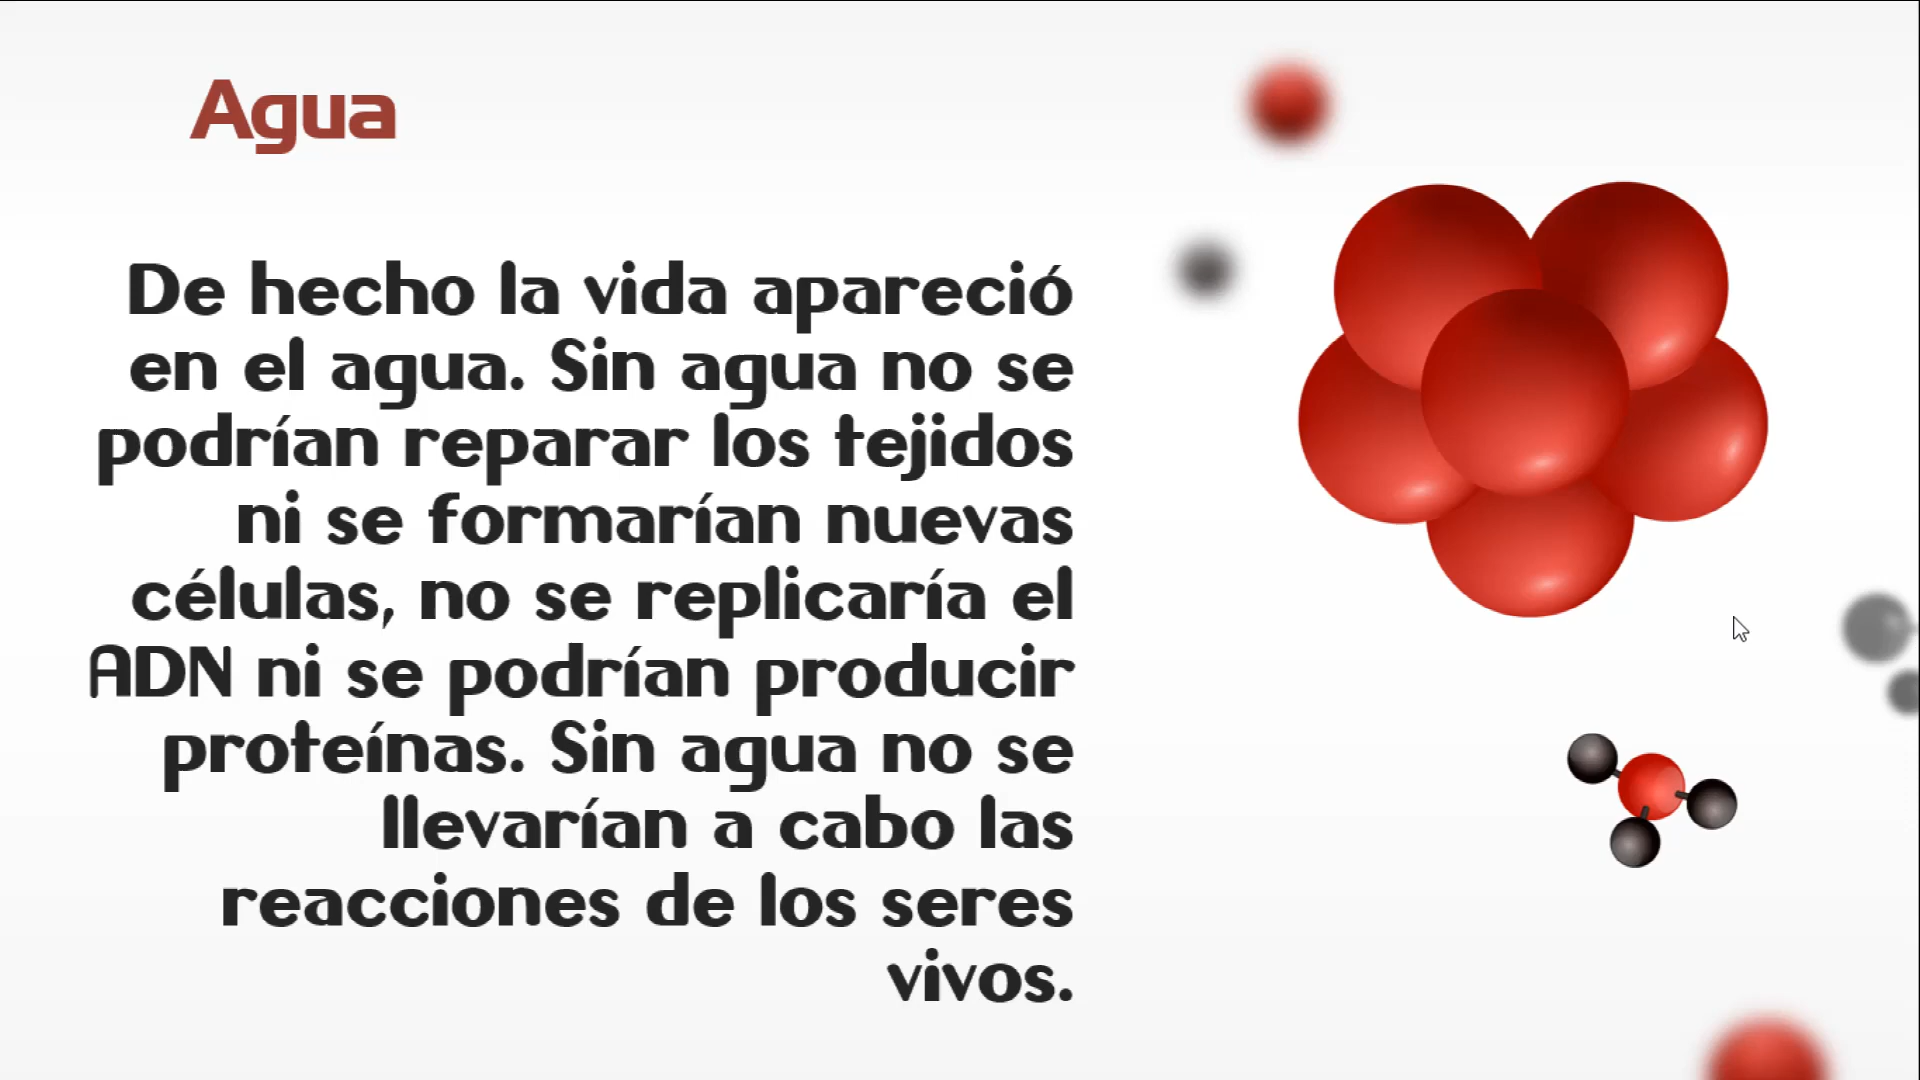 Agua
De hecho la vida apareció
en el agua. Sin agua no se
podrían reparar los tejidos
ni se formarían nuevas
células, no se replicaría el
ADN ni se podrían producir
proteínas. Sin agua no se
llevarían a cabo las
reacciones de los seres
vivos.